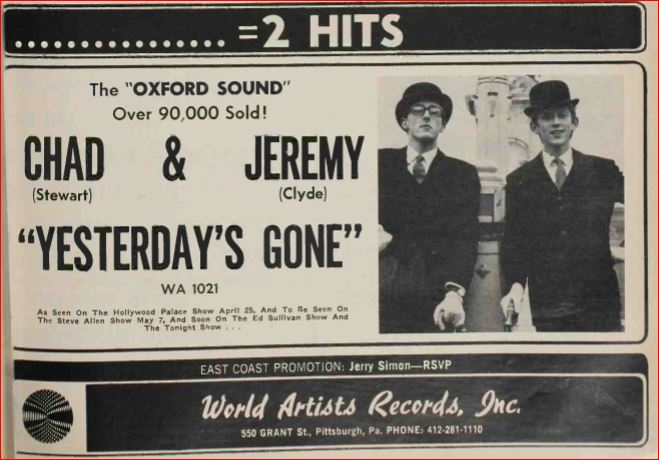 ................ =2 HITS
The "OXFORD SOUND"
Over 90,000 Sold!
CHAD & JEREMY
(Stewart) (Clyde)
"YESTERDAY'S GONE"
WA 1021
As Seen On The Hollywood Palace Show April 25, And To Be Seen On
The Steve Allen Show May 7, And Soon On The Ed Sullivan Show And
The Tonight Show . . .
EAST COAST PROMOTION: Jerry Simon—RSVP
World Artists Records, Inc.
550 GRANT St., Pittsburgh, Pa. PHONE: 412-281-1110